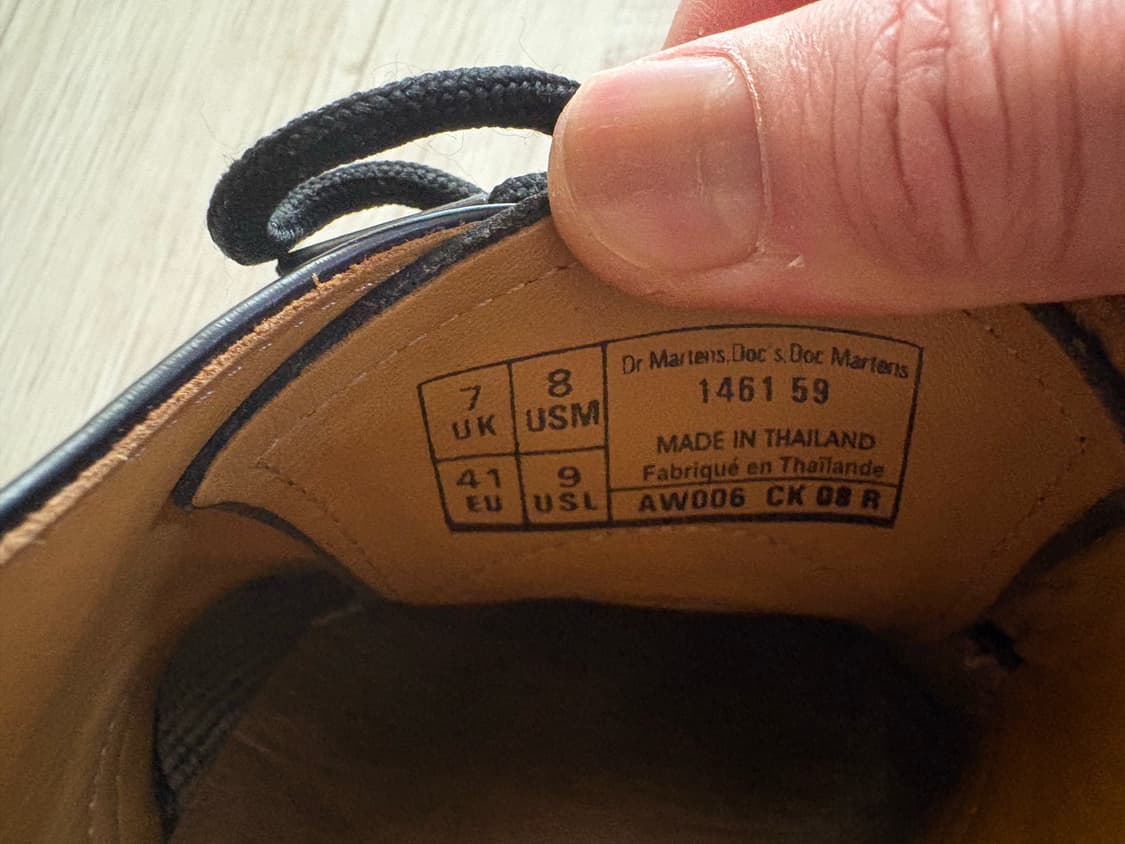 7 UK
8 USM
41 EU
9 USL
Dr Martens, Doc's, Doc Martens
1461 59
MADE IN THAILAND
Fabriqué en Thaïlande
AW006 CK 08 R